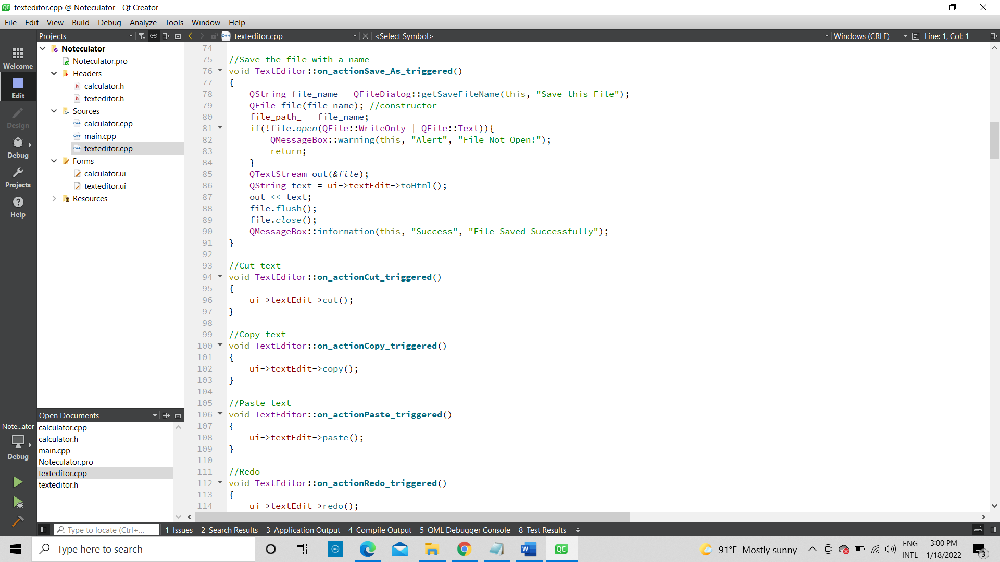 QC texteditor.cpp @ Noteculator - Qt Creator
File Edit View Build Debug Analyze Tools Window Help
Projects
texteditor.cpp
<Select Symbol>
Windows (CRLF)
Line: 1, Col: 1
Welcome
Edit
Design
Debug
Projects
Help
Noteculator
Noteculator.pro
Headers
calculator.h
texteditor.h
Sources
calculator.cpp
main.cpp
texteditor.cpp
Forms
calculator.ui
texteditor.ui
Resources
74
75 //Save the file with a name
76 void TextEditor::on_actionSave_As_triggered()
77 {
78 QString file_name = QFileDialog::getSaveFileName(this, "Save this File");
79 QFile file(file_name); //constructor
80 file_path_ = file_name;
81 if(!file.open(QFile::WriteOnly | QFile::Text)){
82 QMessageBox::warning(this, "Alert", "File Not Open!");
83 return;
84 }
85 QTextStream out(&file);
86 QString text = ui->textEdit->toHtml();
87 out << text;
88 file.flush();
89 file.close();
90 QMessageBox::information(this, "Success", "File Saved Successfully");
91 }
92
93 //Cut text
94 void TextEditor::on_actionCut_triggered()
95 {
96 ui->textEdit->cut();
97 }
98
99 //Copy text
100 void TextEditor::on_actionCopy_triggered()
101 {
102 ui->textEdit->copy();
103 }
104
105 //Paste text
106 void TextEditor::on_actionPaste_triggered()
107 {
108 ui->textEdit->paste();
109 }
110
111 //Redo
112 void TextEditor::on_actionRedo_triggered()
113 {
114 ui->textEdit->redo();
Open Documents
calculator.cpp
calculator.h
main.cpp
Noteculator.pro
texteditor.cpp
texteditor.h
Note...ator
Debug
Type to locate (Ctrl+...
1 Issues 2 Search Results 3 Application Output 4 Compile Output 5 QML Debugger Console 8 Test Results
Type here to search
DELL
W
QC
91°F Mostly sunny
ENG
INTL
3:00 PM
1/18/2022
3